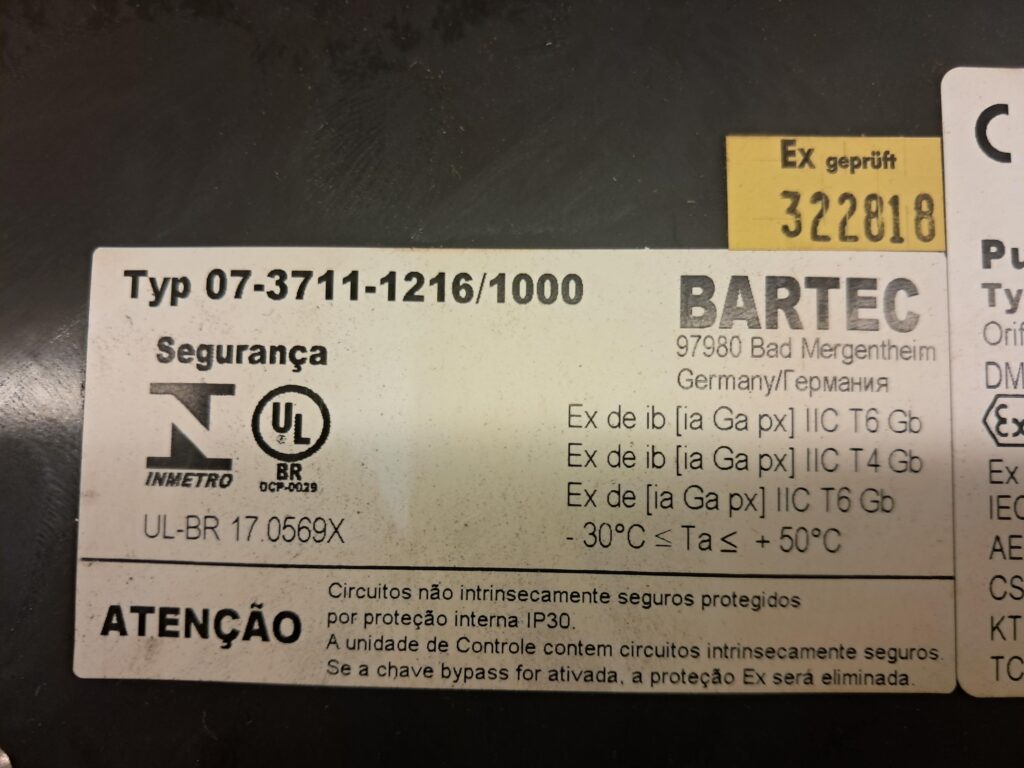 Ex geprüft
322818
Typ 07-3711-1216/1000
BARTEC
97980 Bad Mergentheim
Germany/Германия
Segurança
INMETRO
UL
BR
OCP-0029
UL-BR 17.0569X
Ex de ib [ia Ga px] IIC T6 Gb
Ex de ib [ia Ga px] IIC T4 Gb
Ex de [ia Ga px] IIC T6 Gb
- 30°C ≤ Ta ≤ + 50°C
ATENÇÃO
Circuitos não intrinsecamente seguros protegidos
por proteção interna IP30.
A unidade de Controle contem circuitos intrinsecamente seguros.
Se a chave bypass for ativada, a proteção Ex será eliminada.
C
Pu
Ty
Orif
DM
Ex
Ex
IEC
AE
CS
KT
TC